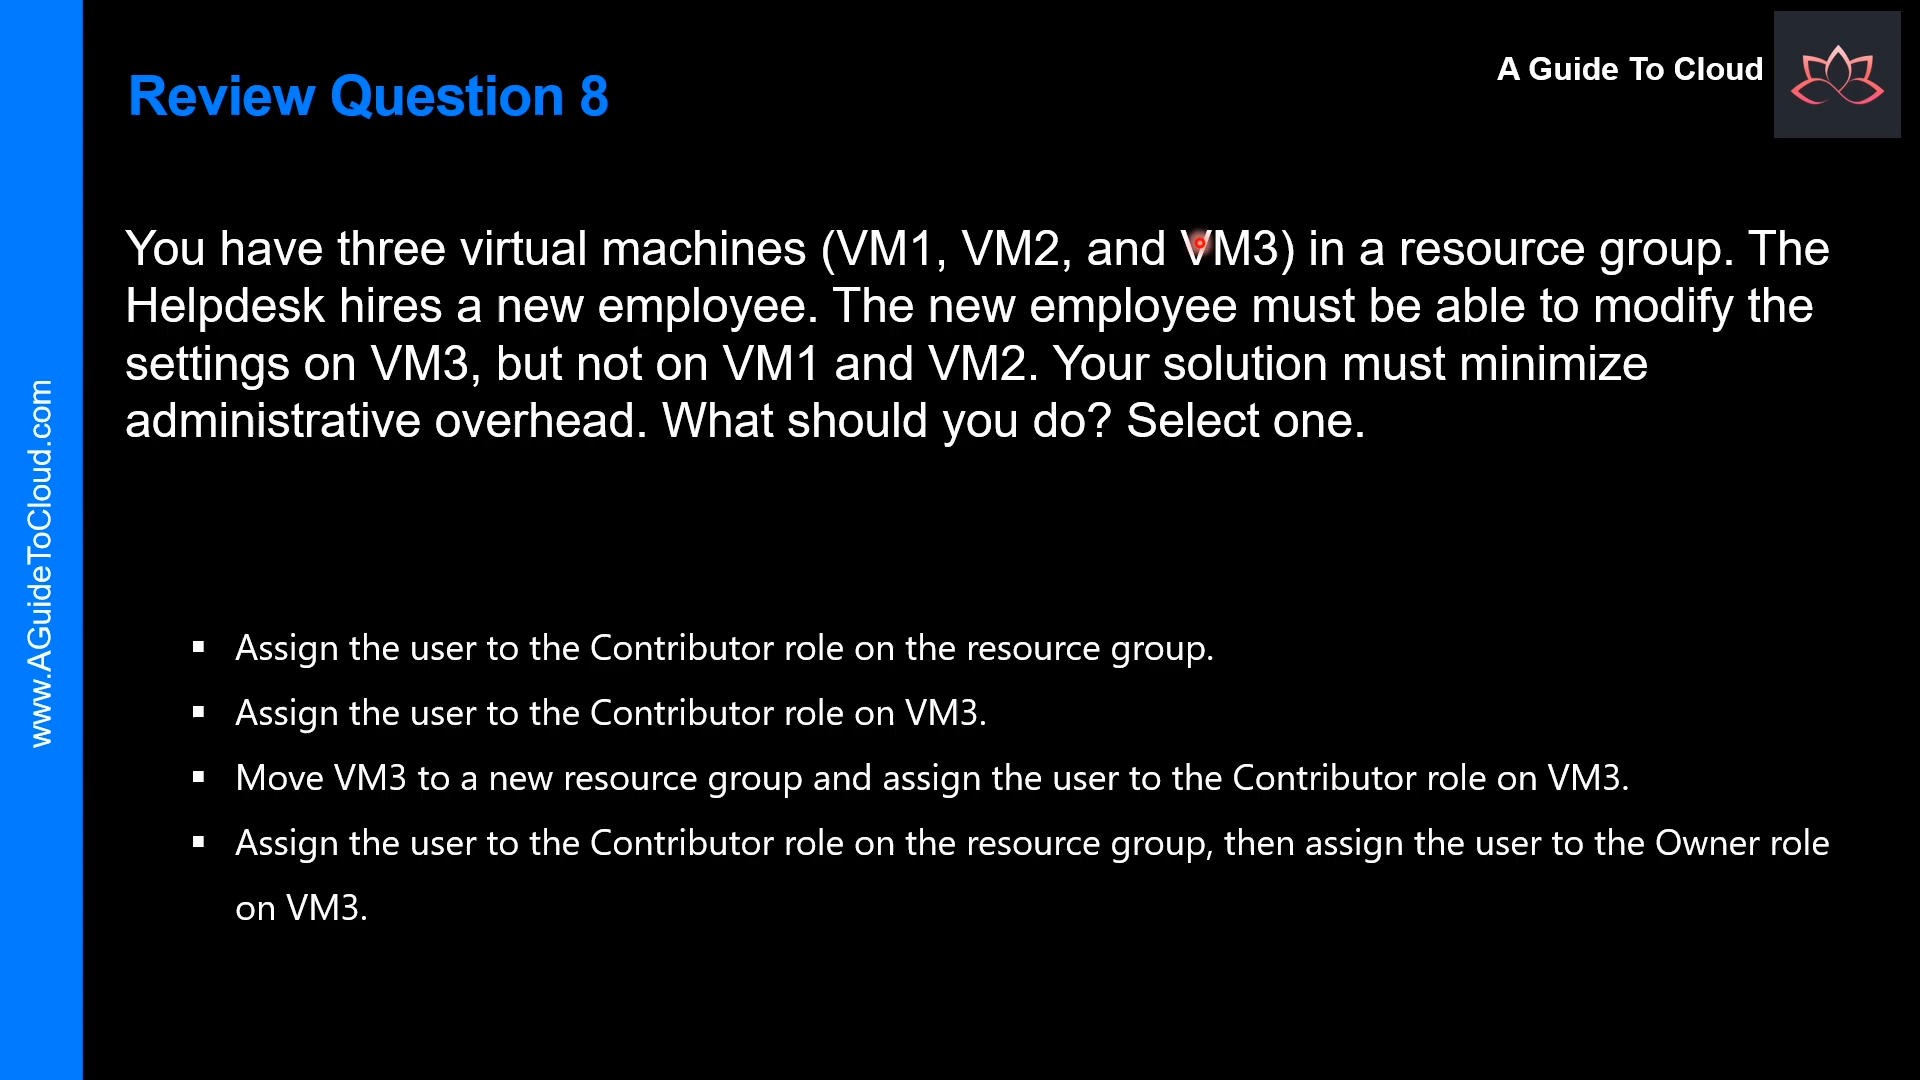 Review Question 8
A Guide To Cloud
You have three virtual machines (VM1, VM2, and VM3) in a resource group. The
Helpdesk hires a new employee. The new employee must be able to modify the
settings on VM3, but not on VM1 and VM2. Your solution must minimize
administrative overhead. What should you do? Select one.
▪ Assign the user to the Contributor role on the resource group.
▪ Assign the user to the Contributor role on VM3.
▪ Move VM3 to a new resource group and assign the user to the Contributor role on VM3.
▪ Assign the user to the Contributor role on the resource group, then assign the user to the Owner role
on VM3.
www.AGuideToCloud.com